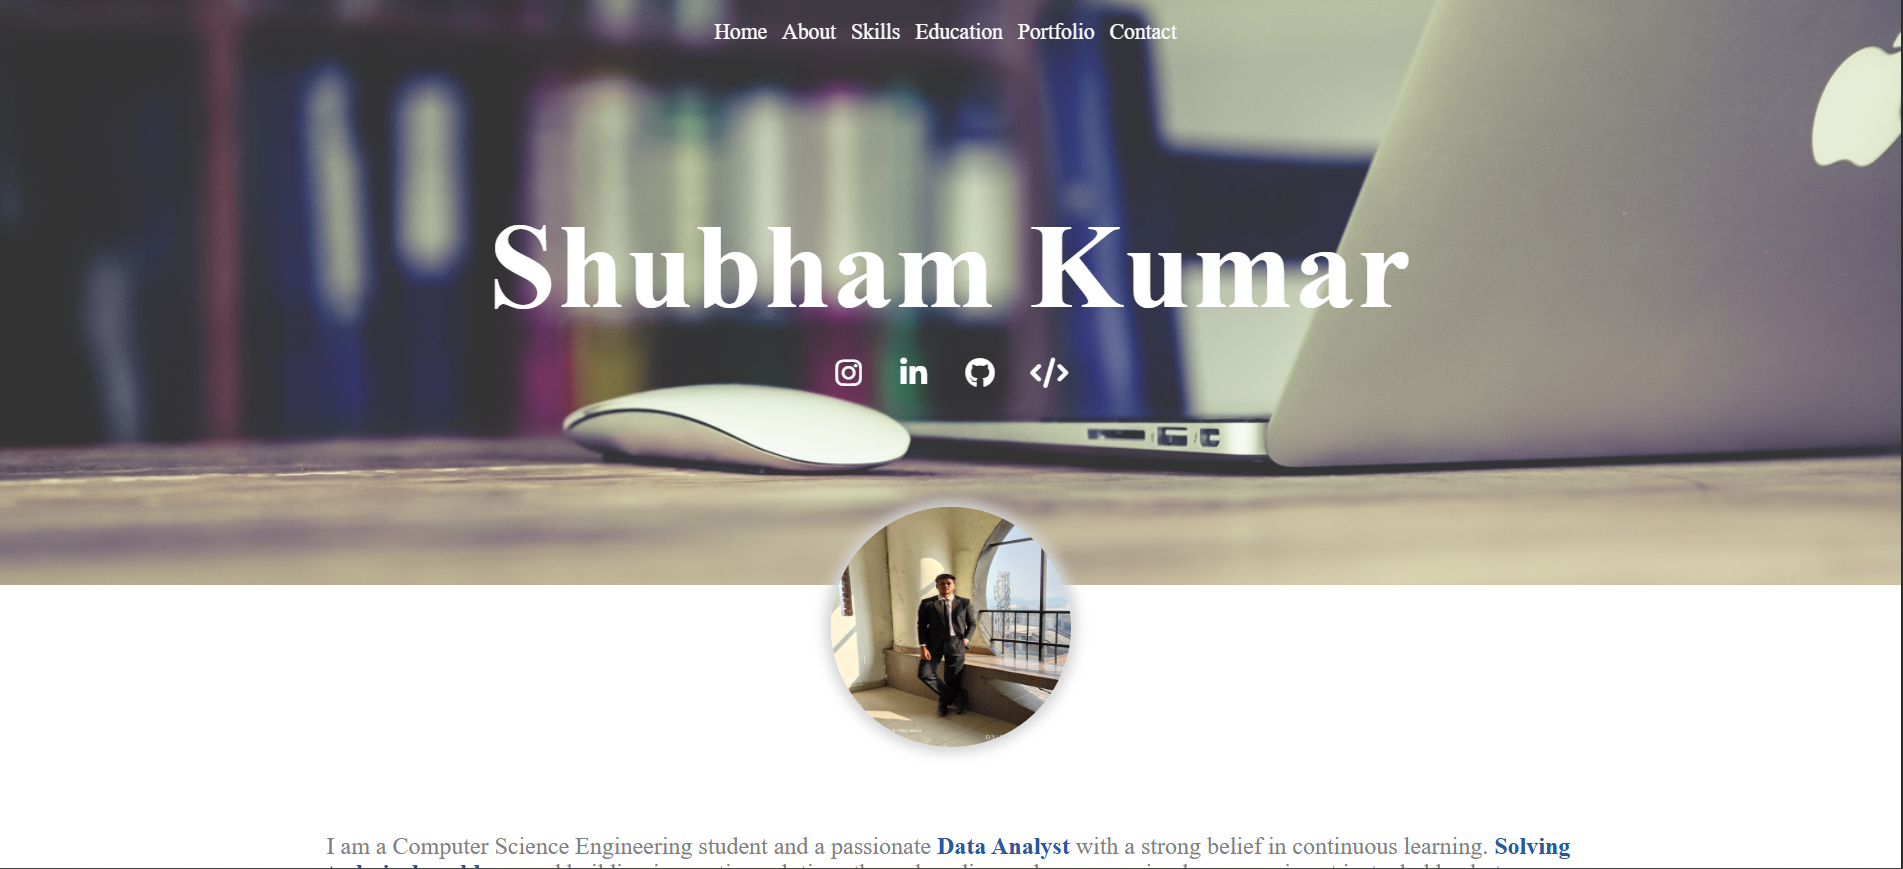 Home About Skills Education Portfolio Contact
Shubham Kumar
I am a Computer Science Engineering student and a passionate Data Analyst with a strong belief in continuous learning. Solving